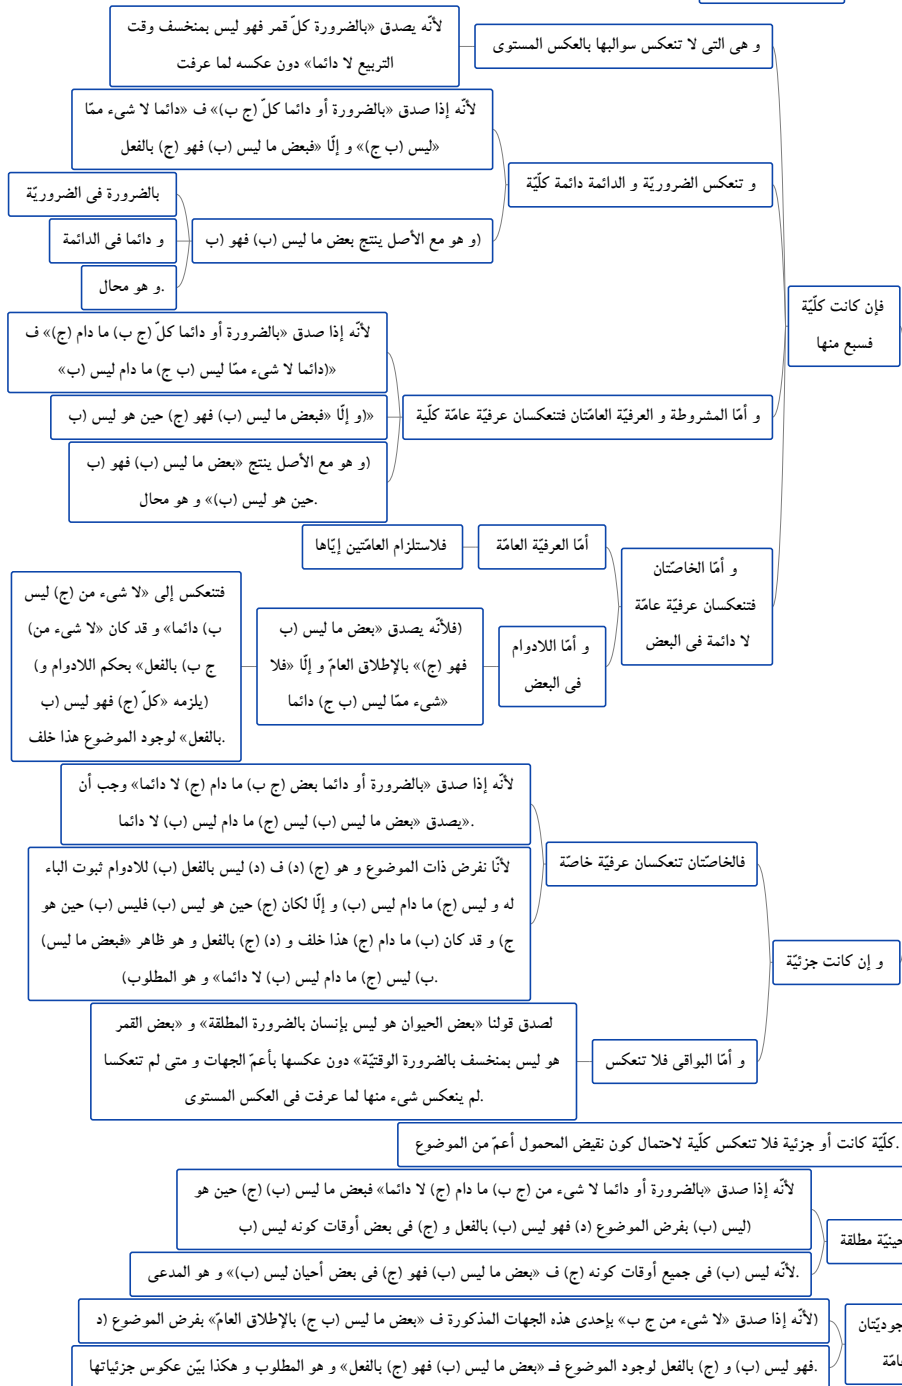 فإن كانت كلّيّة
فسبع منها
و هى التى لا تنعكس سوالبها بالعكس المستوى
لأنّه يصدق «بالضرورة كلّ قمر فهو ليس بمنخسف وقت
التربيع لا دائما» دون عكسه لما عرفت
و تنعكس الضروريّة و الدائمة دائمة كلّيّة
لأنّه إذا صدق «بالضرورة أو دائما كلّ (ج ب)» ف «دائما لا شىء ممّا
ليس (ب ج)» و إلّا «فبعض ما ليس (ب) فهو (ج) بالفعل»
(و هو مع الأصل ينتج بعض ما ليس (ب) فهو (ب
بالضرورة فى الضروريّة
و دائما فى الدائمة
.و هو محال
و أمّا المشروطة و العرفيّة العامّتان فتنعكسان عرفيّة عامّة كلّية
لأنّه إذا صدق «بالضرورة أو دائما كلّ (ج ب) ما دام (ج)» ف
«(دائما لا شىء ممّا ليس (ب ج) ما دام ليس (ب»
«(و إلّا «فبعض ما ليس (ب) فهو (ج) حين هو ليس (ب
(و هو مع الأصل ينتج «بعض ما ليس (ب) فهو (ب
.حين هو ليس (ب)» و هو محال
و أمّا الخاصّتان
فتنعكسان عرفيّة عامّة
لا دائمة فى البعض
أمّا العرفيّة العامّة
فلاستلزام العامّتين إيّاها
و أمّا اللادوام
فى البعض
(فلأنّه يصدق «بعض ما ليس (ب
فهو (ج)» بالإطلاق العامّ و إلّا «فلا
شىء ممّا ليس (ب ج) دائما»
فتنعكس إلى «لا شىء من (ج) ليس
ب) دائما» و قد كان «لا شىء من)
ج ب) بالفعل» بحكم اللادوام و)
(يلزمه «كلّ (ج) فهو ليس (ب
.بالفعل» لوجود الموضوع هذا خلف
و إن كانت جزئيّة
فالخاصّتان تنعكسان عرفيّة خاصّة
لأنّه إذا صدق «بالضرورة أو دائما بعض (ج ب) ما دام (ج) لا دائما» وجب أن
.«يصدق «بعض ما ليس (ب) ليس (ج) ما دام ليس (ب) لا دائما
لأنّا نفرض ذات الموضوع و هو (ج) (د) ف (د) ليس بالفعل (ب) للادوام ثبوت الباء
له و ليس (ج) ما دام ليس (ب) و إلّا لكان (ج) حين هو ليس (ب) فليس (ب) حين هو
ج) و قد كان (ب) ما دام (ج) هذا خلف و (د) (ج) بالفعل و هو ظاهر «فبعض ما ليس)
.ب) ليس (ج) ما دام ليس (ب) لا دائما» و هو المطلوب)
و أمّا البواقى فلا تنعكس
لصدق قولنا «بعض الحيوان هو ليس بإنسان بالضرورة المطلقة» و «بعض القمر
هو ليس بمنخسف بالضرورة الوقتيّة» دون عكسها بأعمّ الجهات و متى لم تنعكسا
.لم ينعكس شىء منها لما عرفت فى العكس المستوى
.كلّيّة كانت أو جزئية فلا تنعكس كلّية لاحتمال كون نقيض المحمول أعمّ من الموضوع
حينيّة مطلقة
لأنّه إذا صدق «بالضرورة أو دائما لا شىء من (ج ب) ما دام (ج) لا دائما» فبعض ما ليس (ب) (ج) حين هو
(ليس (ب) بفرض الموضوع (د) فهو ليس (ب) بالفعل و (ج) فى بعض أوقات كونه ليس (ب
.لأنّه ليس (ب) فى جميع أوقات كونه (ج) ف «بعض ما ليس (ب) فهو (ج) فى بعض أحيان ليس (ب)» و هو المدعى
(لأنّه إذا صدق «لا شىء من ج ب» بإحدى هذه الجهات المذكورة ف «بعض ما ليس (ب ج) بالإطلاق العامّ» بفرض الموضوع (د
.فهو ليس (ب) و (ج) بالفعل لوجود الموضوع فـ «بعض ما ليس (ب) فهو (ج) بالفعل» و هو المطلوب و هكذا بيّن عكوس جزئياتها